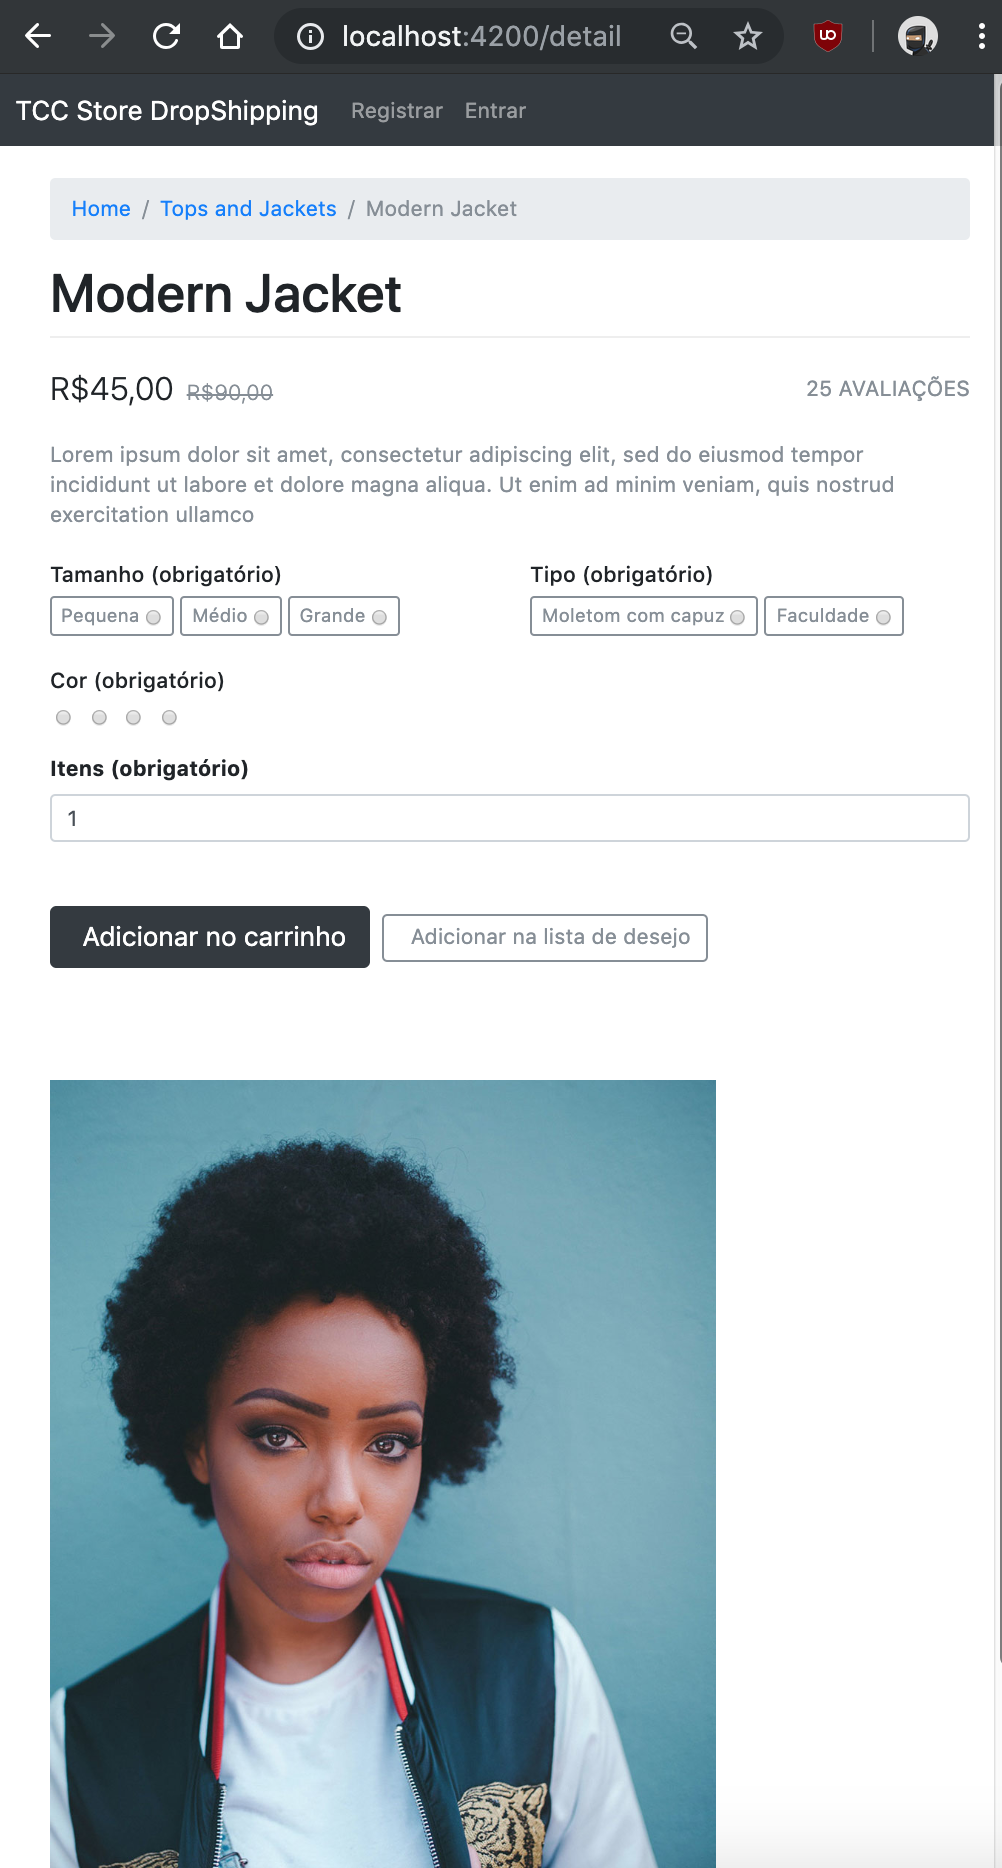 localhost:4200/detail
TCC Store DropShipping Registrar Entrar
Home / Tops and Jackets / Modern Jacket
Modern Jacket
R$45,00 R$90,00 25 AVALIAÇÕES
Lorem ipsum dolor sit amet, consectetur adipiscing elit, sed do eiusmod tempor
incididunt ut labore et dolore magna aliqua. Ut enim ad minim veniam, quis nostrud
exercitation ullamco
Tamanho (obrigatório) Tipo (obrigatório)
Pequena Médio Grande Moletom com capuz Faculdade
Cor (obrigatório)
Itens (obrigatório)
1
Adicionar no carrinho Adicionar na lista de desejo